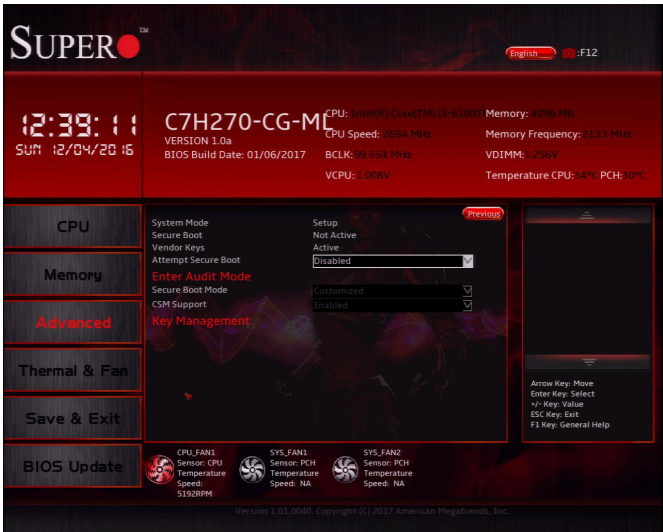 SUPER
TM
English
:F12
12:39:11
SUN 12/04/2016
C7H270-CG-ML
VERSION 1.0a
BIOS Build Date: 01/06/2017
CPU: Intel(R) Core(TM) i3-6100T
CPU Speed: 2694 MHz
BCLK: 99.558 MHz
VCPU: 1.008V
Memory: 4096 MB
Memory Frequency: 2133 MHz
VDIMM: 1.256V
Temperature CPU: 34°C PCH: 30°C
CPU
Memory
Advanced
Thermal & Fan
Save & Exit
BIOS Update
Previous
System Mode Setup
Secure Boot Not Active
Vendor Keys Active
Attempt Secure Boot Disabled
Enter Audit Mode
Secure Boot Mode Customized
CSM Support Enabled
Key Management
Arrow Key: Move
Enter Key: Select
+/- Key: Value
ESC Key: Exit
F1 Key: General Help
CPU_FAN1
Sensor: CPU
Temperature
Speed:
5192RPM
SYS_FAN1
Sensor: PCH
Temperature
Speed: NA
SYS_FAN2
Sensor: PCH
Temperature
Speed: NA
Version 1.01.0040. Copyright (C) 2017 American Megatrends, Inc.